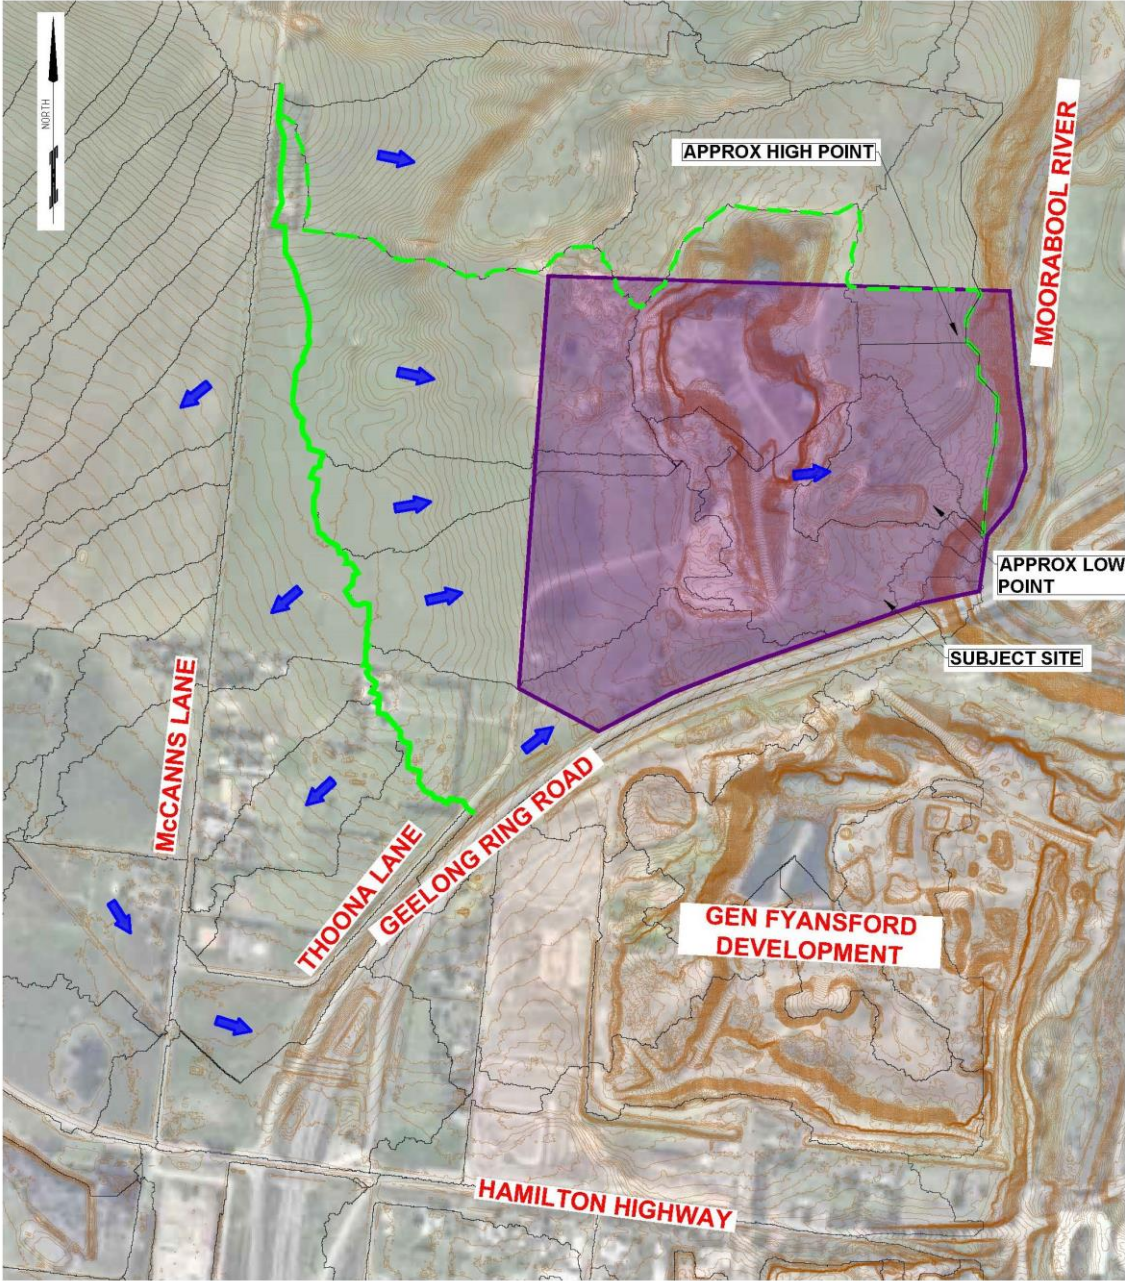 NORTH
APPROX HIGH POINT
MOORABOOL RIVER
APPROX LOW
POINT
SUBJECT SITE
McCANNS LANE
THOONA LANE
GEELONG RING ROAD
GEN FYANSFORD
DEVELOPMENT
HAMILTON HIGHWAY